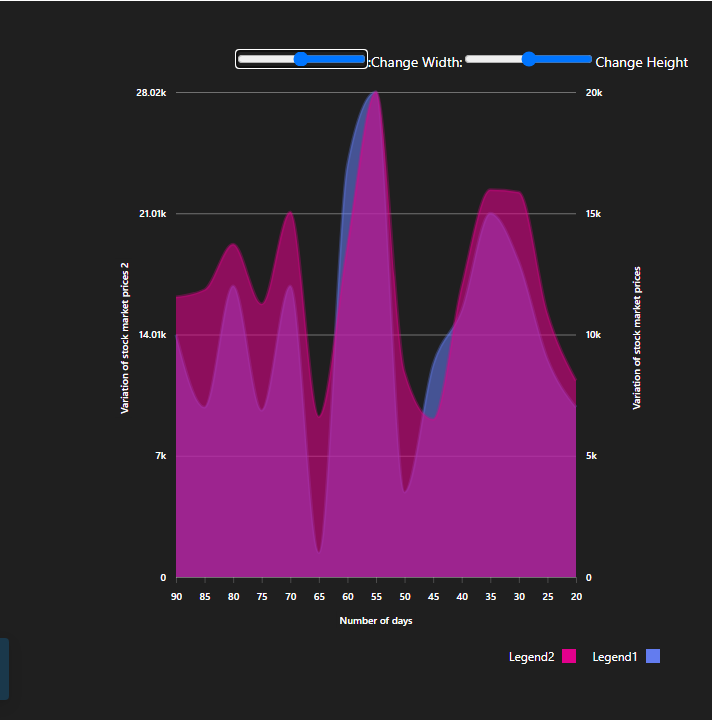 :Change Width: Change Height
28.02k
21.01k
14.01k
7k
0
Variation of stock market prices 2
20k
15k
10k
5k
0
Variation of stock market prices
90 85 80 75 70 65 60 55 50 45 40 35 30 25 20
Number of days
Legend2 Legend1